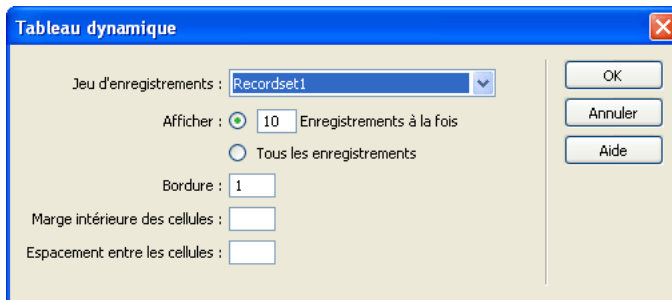 Tableau dynamique
Jeu d'enregistrements : Recordset1
OK
Afficher : 10 Enregistrements à la fois
Annuler
Tous les enregistrements
Aide
Bordure : 1
Marge intérieure des cellules :
Espacement entre les cellules :